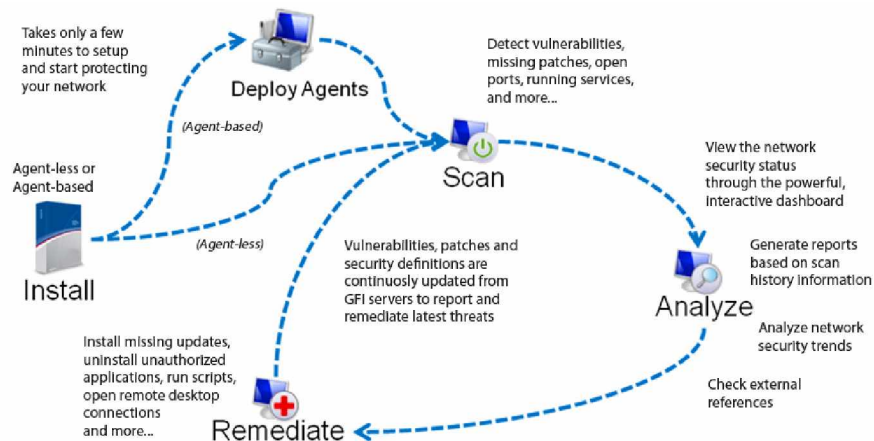 Takes only a few
minutes to setup
and start protecting
your network
Deploy Agents
(Agent-based)
Detect vulnerabilities,
missing patches, open
ports, running services,
and more...
Scan
Agent-less or
Agent-based
Install
(Agent-less)
View the network
security status
through the powerful,
interactive dashboard
Vulnerabilities, patches and
security definitions are
continuosly updated from
GFI servers to report and
remediate latest threats
Generate reports
based on scan
history information
Analyze
Analyze network
security trends
Check external
references
Install missing updates,
uninstall unauthorized
applications, run scripts,
open remote desktop
connections
and more...
Remediate